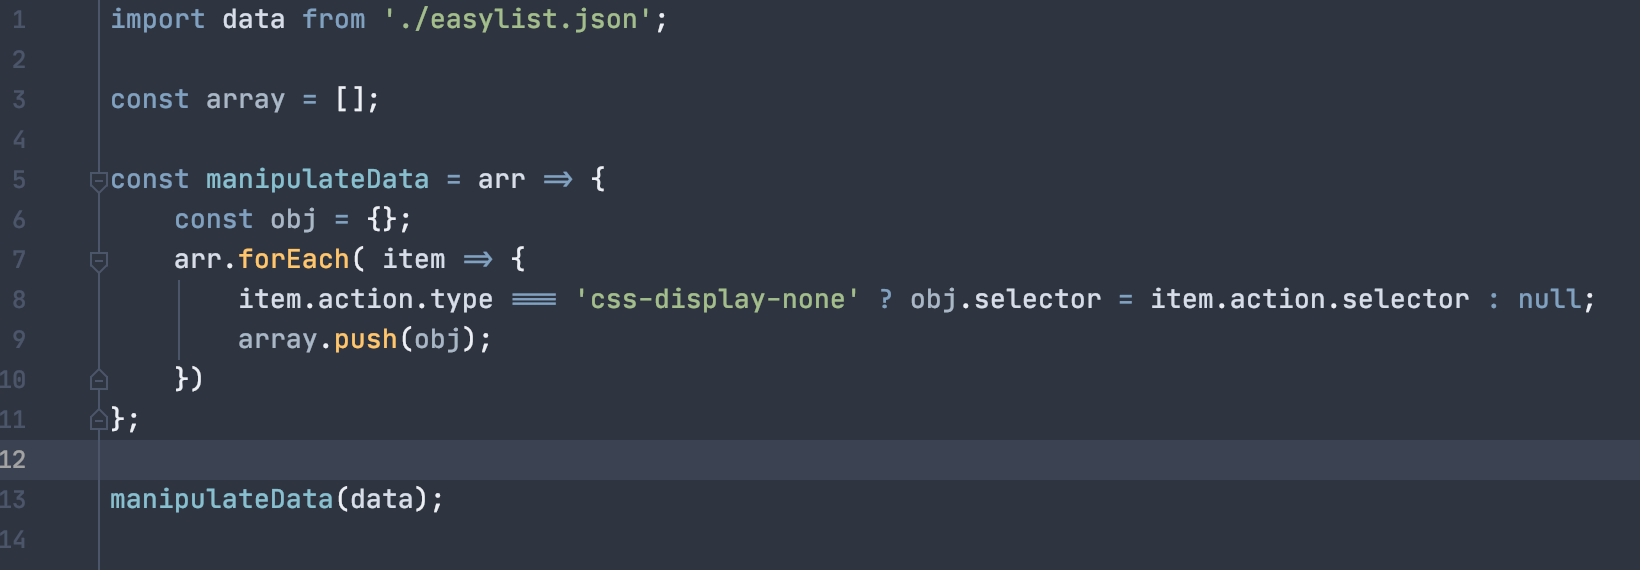 1 import data from './easylist.json';
2
3 const array = [];
4
5 const manipulateData = arr => {
6     const obj = {};
7     arr.forEach( item => {
8         item.action.type === 'css-display-none' ? obj.selector = item.action.selector : null;
9         array.push(obj);
10     })
11 };
12
13 manipulateData(data);
14